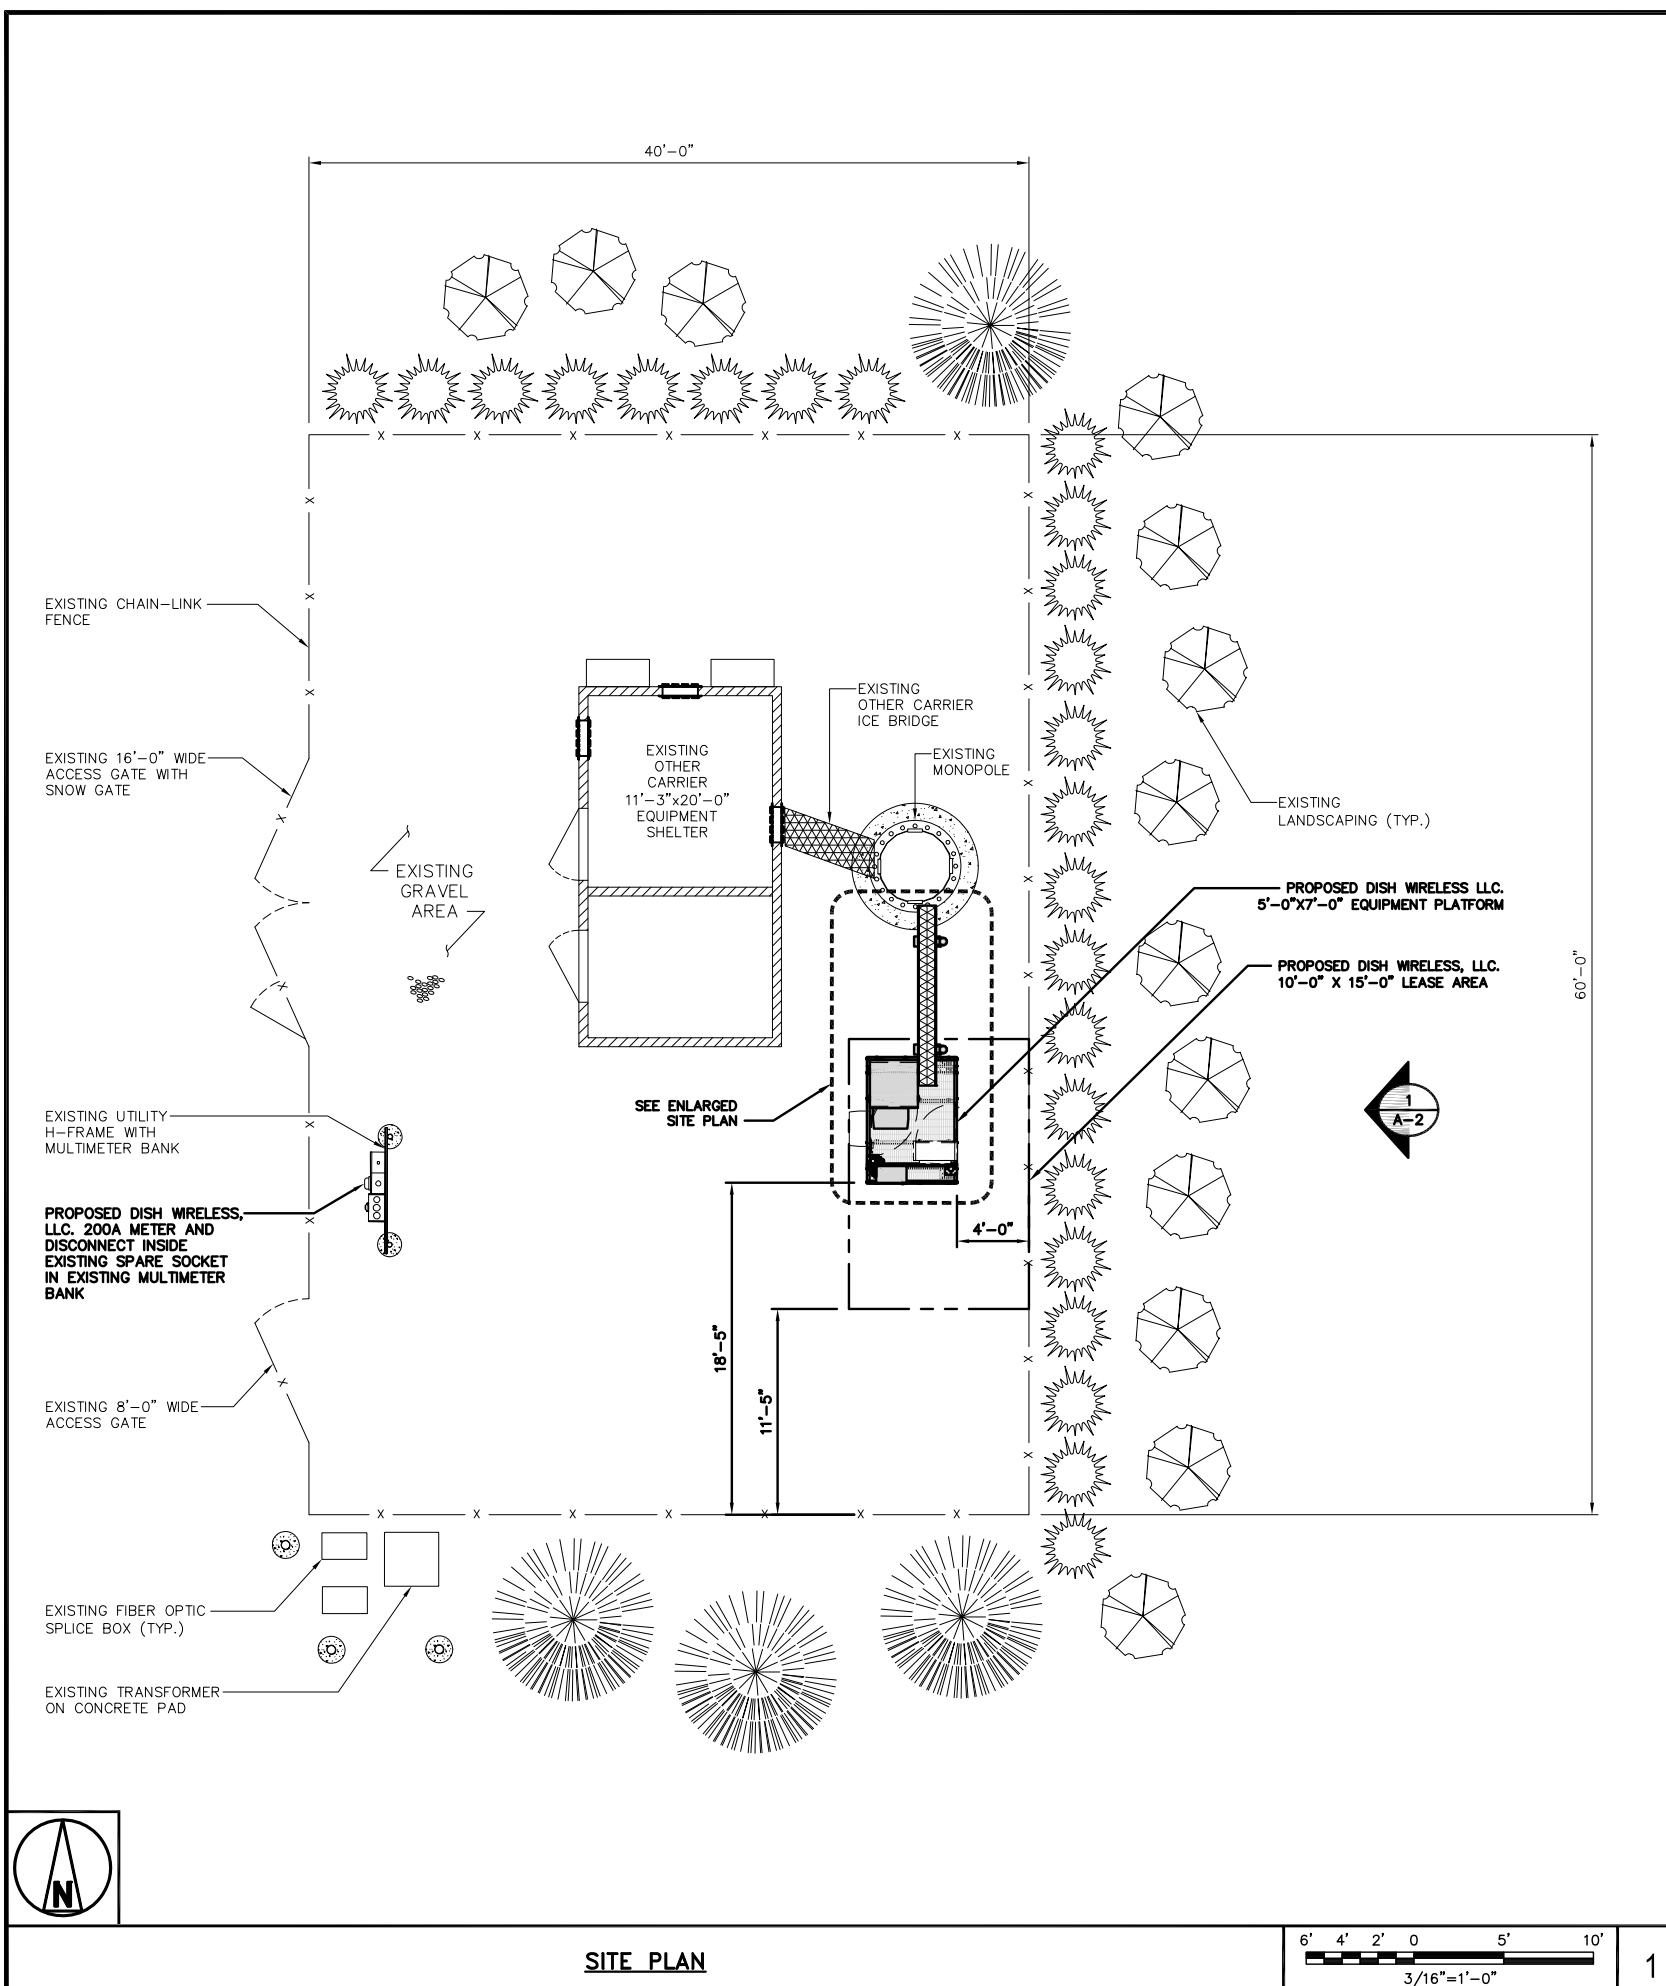 40'-0"
EXISTING CHAIN-LINK
FENCE
EXISTING
OTHER CARRIER
ICE BRIDGE
EXISTING
OTHER
CARRIER
11'-3"x20'-0"
EQUIPMENT
SHELTER
EXISTING
MONOPOLE
EXISTING 16'-0" WIDE
ACCESS GATE WITH
SNOW GATE
EXISTING
LANDSCAPING (TYP.)
EXISTING
GRAVEL
AREA
PROPOSED DISH WIRELESS LLC.
5'-0"X7'-0" EQUIPMENT PLATFORM
PROPOSED DISH WIRELESS, LLC.
10'-0" X 15'-0" LEASE AREA
60'-0"
SEE ENLARGED
SITE PLAN
1
A-2
EXISTING UTILITY
H-FRAME WITH
MULTIMETER BANK
PROPOSED DISH WIRELESS,
LLC. 200A METER AND
DISCONNECT INSIDE
EXISTING SPARE SOCKET
IN EXISTING MULTIMETER
BANK
4'-0"
18'-5"
11'-5"
EXISTING 8'-0" WIDE
ACCESS GATE
EXISTING FIBER OPTIC
SPLICE BOX (TYP.)
EXISTING TRANSFORMER
ON CONCRETE PAD
N
SITE PLAN
6' 4' 2' 0 5' 10'
3/16"=1'-0"
1